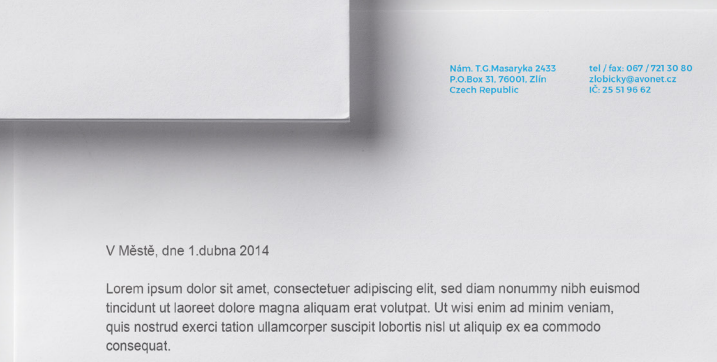 Nám. T.G.Masaryka 2433
P.O.Box 31, 76001, Zlín
Czech Republic
tel / fax: 067 / 721 30 80
zlobicky@avonet.cz
IČ: 25 51 96 62
V Městě, dne 1.dubna 2014
Lorem ipsum dolor sit amet, consectetuer adipiscing elit, sed diam nonummy nibh euismod
tincidunt ut laoreet dolore magna aliquam erat volutpat. Ut wisi enim ad minim veniam,
quis nostrud exerci tation ullamcorper suscipit lobortis nisl ut aliquip ex ea commodo
consequat.